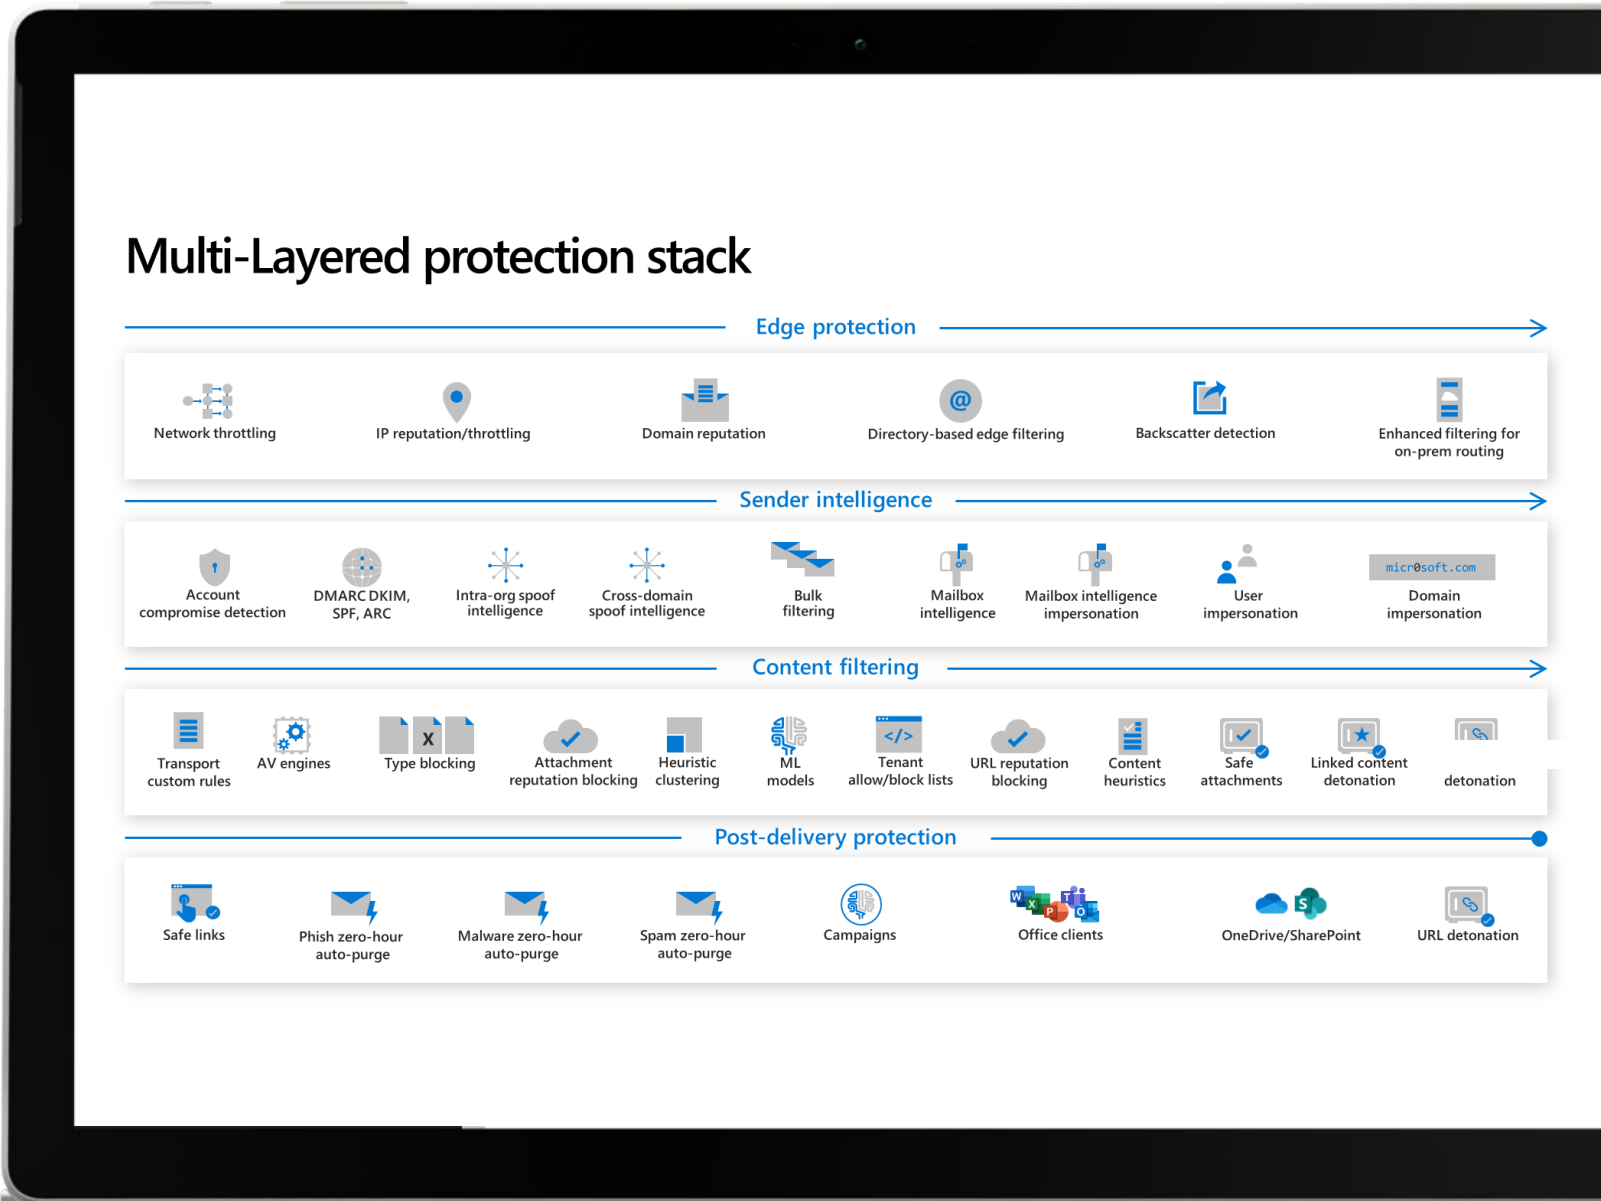 Multi-Layered protection stack
Edge protection
Network throttling
IP reputation/throttling
Domain reputation
Directory-based edge filtering
Backscatter detection
Enhanced filtering for
on-prem routing
Sender intelligence
Account
compromise detection
DMARC DKIM,
SPF, ARC
Intra-org spoof
intelligence
Cross-domain
spoof intelligence
Bulk
filtering
Mailbox
intelligence
Mailbox intelligence
impersonation
User
impersonation
micr0soft.com
Domain
impersonation
Content filtering
Transport
custom rules
AV engines
X
Type blocking
Attachment
reputation blocking
Heuristic
clustering
ML
models
</>
Tenant
allow/block lists
URL reputation
blocking
Content
heuristics
Safe
attachments
Linked content
detonation
detonation
Post-delivery protection
Safe links
Phish zero-hour
auto-purge
Malware zero-hour
auto-purge
Spam zero-hour
auto-purge
Campaigns
W
X
P
T
O
Office clients
S
OneDrive/SharePoint
URL detonation